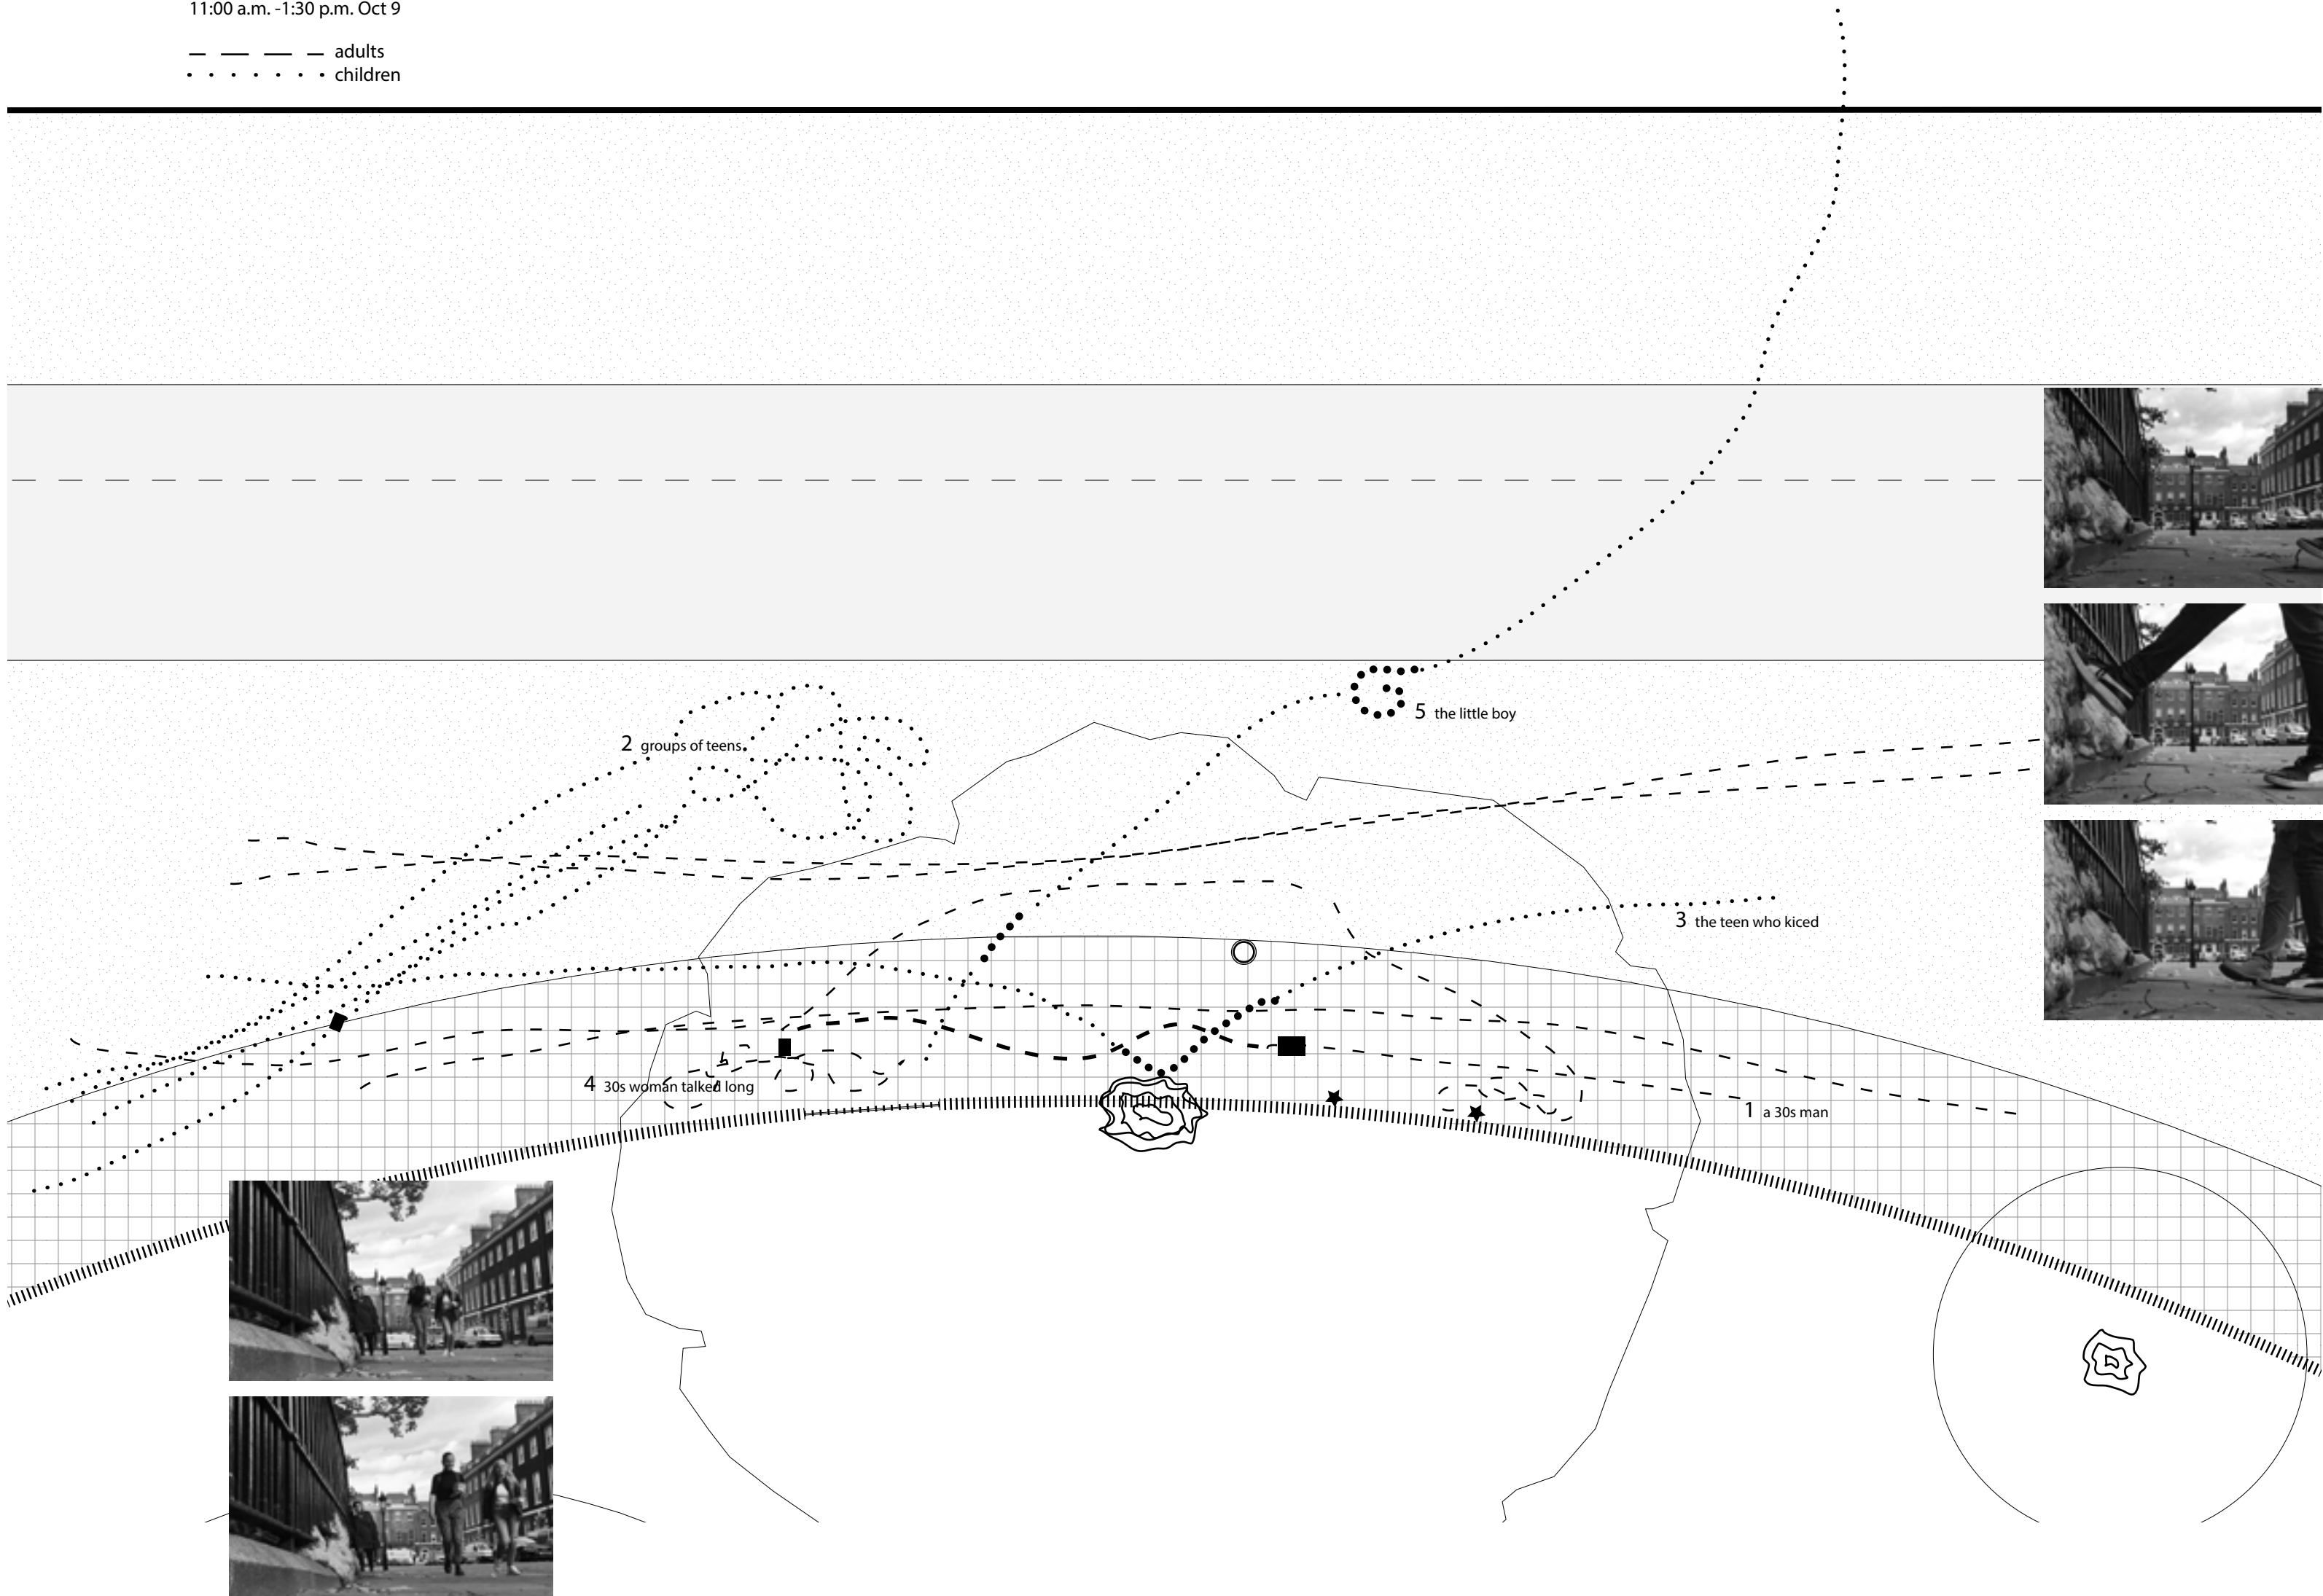 11:00 a.m. -1:30 p.m. Oct 9
adults
children
5 the little boy
2 groups of teens
3 the teen who kiced
4 30s woman talked long
1 a 30s man